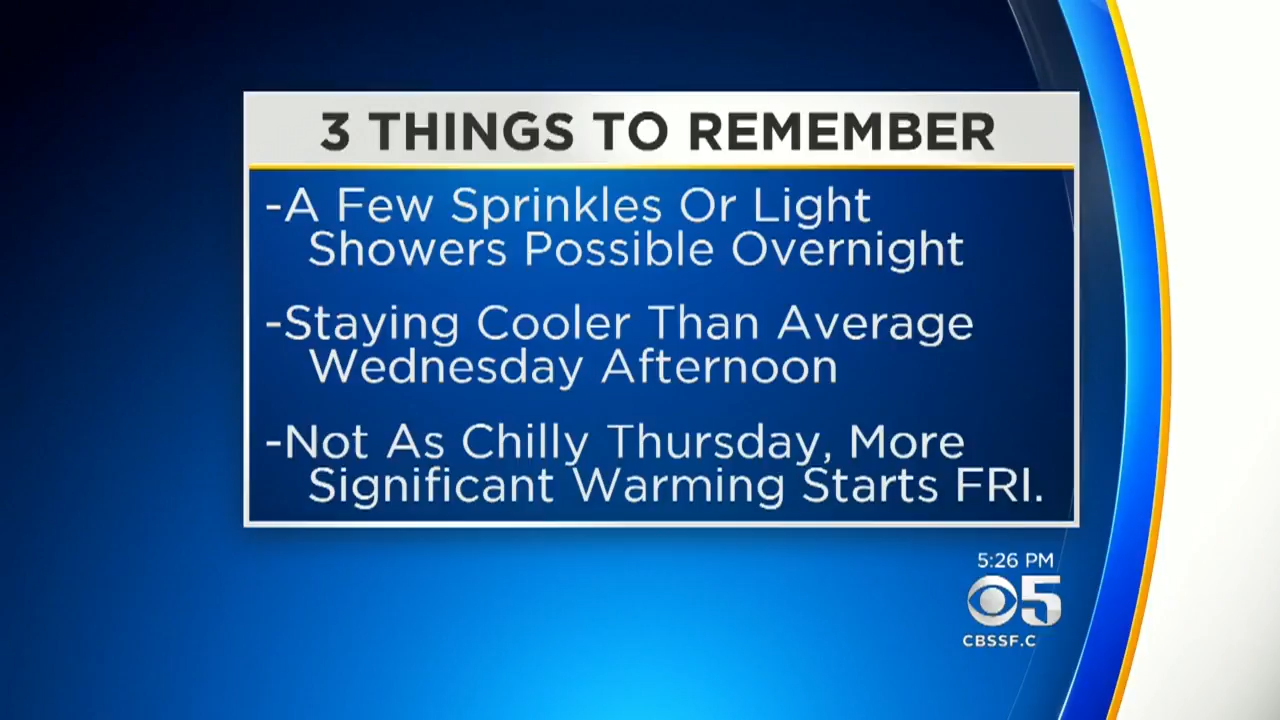 3 THINGS TO REMEMBER
-A Few Sprinkles Or Light
Showers Possible Overnight
-Staying Cooler Than Average
Wednesday Afternoon
-Not As Chilly Thursday, More
Significant Warming Starts FRI.
5:26 PM
5
CBSSF.C